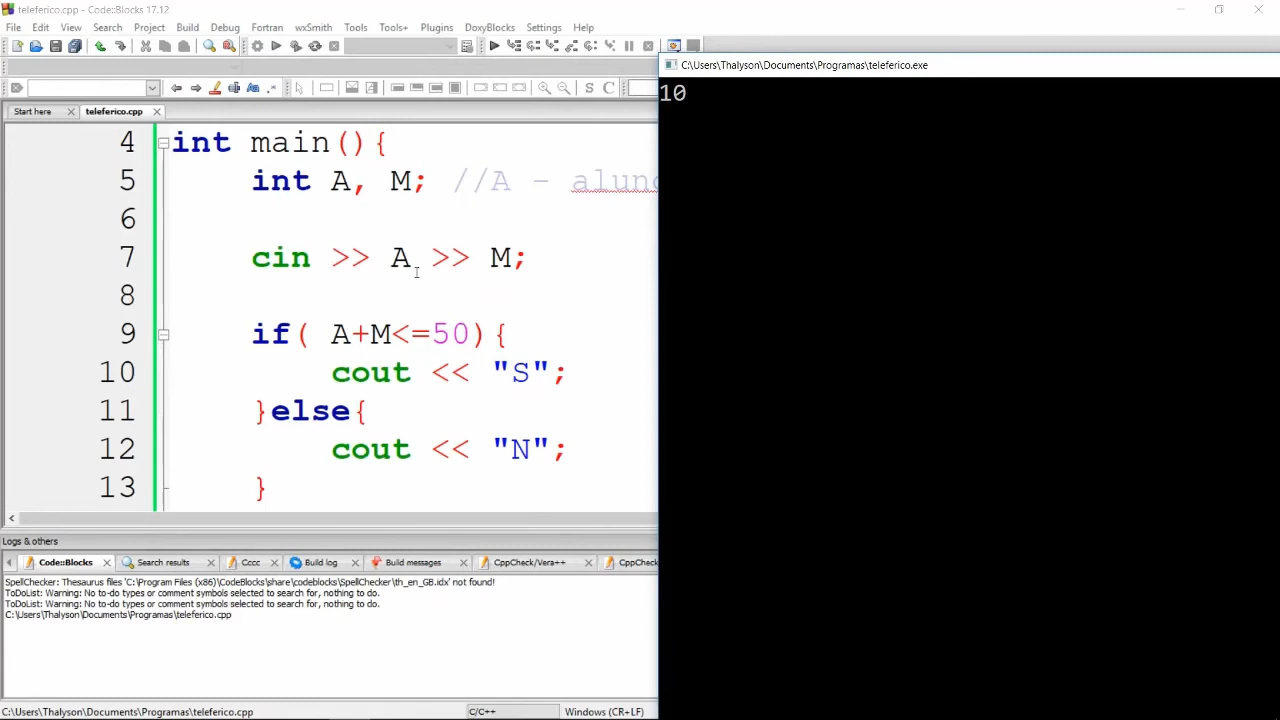 teleferico.cpp - Code::Blocks 17.12
File Edit View Search Project Build Debug Fortran wxSmith Tools Tools+ Plugins DoxyBlocks Settings Help
C:\Users\Thalyson\Documents\Programas\teleferico.exe
10
S C
Start here teleferico.cpp
4 int main(){
5 int A, M; //A -
6
7 cin >> A >> M;
8
9 if( A+M<=50){
10 cout << "S";
11 }else{
12 cout << "N";
13 }
Logs & others
Code::Blocks Search results Cccc Build log Build messages CppCheck/Vera++ CppCheck
SpellChecker: Thesaurus files 'C:\Program Files (x86)\CodeBlocks\share\codeblocks\SpellChecker\th_en_GB.idx' not found!
ToDoList: Warning: No to-do types or comment symbols selected to search for, nothing to do.
ToDoList: Warning: No to-do types or comment symbols selected to search for, nothing to do.
C:\Users\Thalyson\Documents\Programas\teleferico.cpp
C:\Users\Thalyson\Documents\Programas\teleferico.cpp C/C++ Windows (CR+LF)